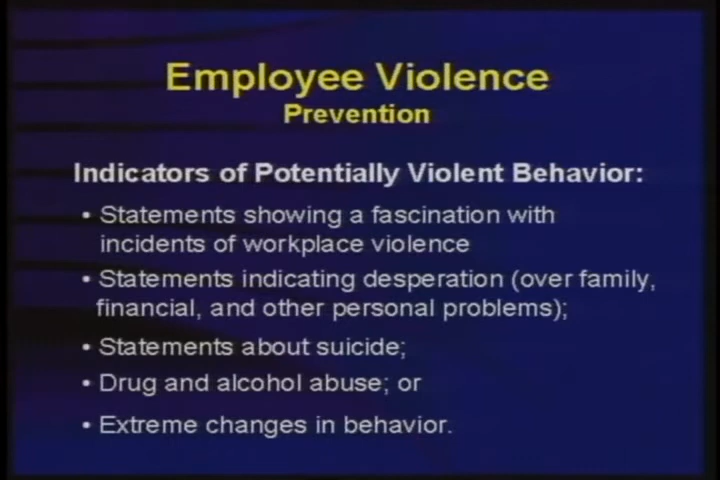 Employee Violence
Prevention
Indicators of Potentially Violent Behavior:
• Statements showing a fascination with
incidents of workplace violence
• Statements indicating desperation (over family,
financial, and other personal problems);
• Statements about suicide;
• Drug and alcohol abuse; or
• Extreme changes in behavior.